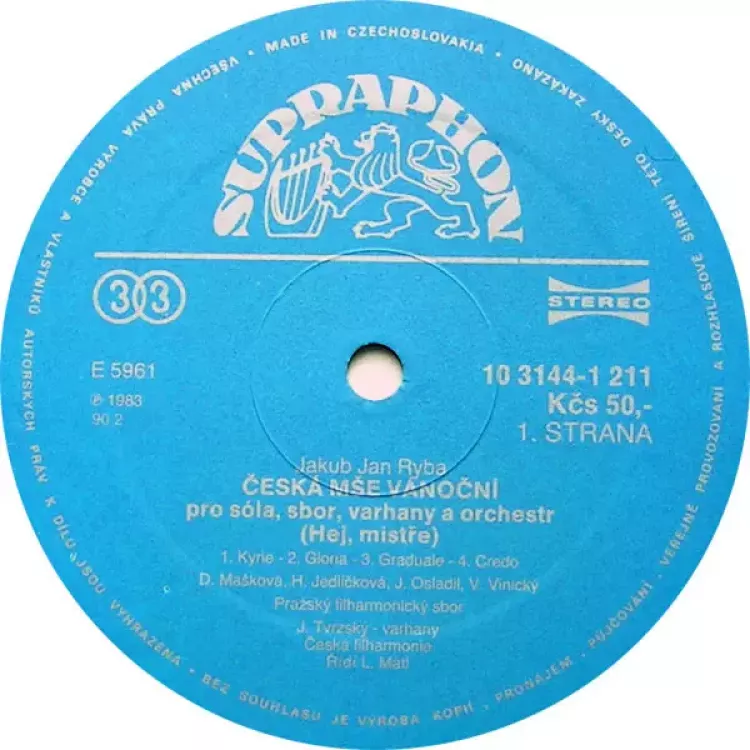 • MADE IN CZECHOSLOVAKIA •
SUPRAPHON
33
STEREO
E 5961
℗ 1983
90 2
10 3144-1 211
Kčs 50,-
1. STRANA
Jakub Jan Ryba
ČESKÁ MŠE VÁNOČNÍ
pro sóla, sbor, varhany a orchestr
(Hej, mistře)
1. Kyrie - 2. Gloria - 3. Graduale - 4. Credo
D. Mašková, H. Jedličková, J. Osladil, V. Vinický
Pražský filharmonický sbor
J. Tvrzský - varhany
Česká filharmonie
Řídí L. Mátl
VŠECHNA PRÁVA VÝROBCE A VLASTNÍKŮ AUTORSKÝCH PRÁV K DÍLU JSOU VYHRAZENA • BEZ SOUHLASU JE VÝROBA KOPIÍ • PRONÁJEM • PŮJČOVÁNÍ • VEŘEJNÉ PROVOZOVÁNÍ A ROZHLASOVÉ ŠÍŘENÍ TÉTO DESKY ZAKÁZÁNO